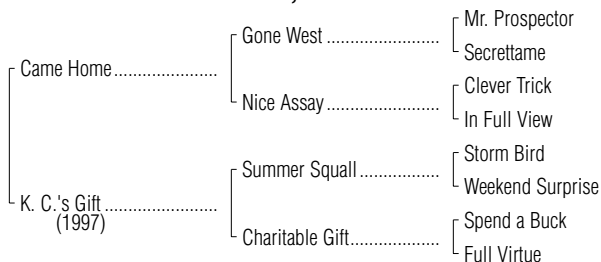 Mr. Prospector
Gone West ........................
Secrettame
Came Home......................
Clever Trick
Nice Assay ........................
In Full View
Storm Bird
Summer Squall.................
Weekend Surprise
K. C.'s Gift ........................
(1997)
Spend a Buck
Charitable Gift...................
Full Virtue